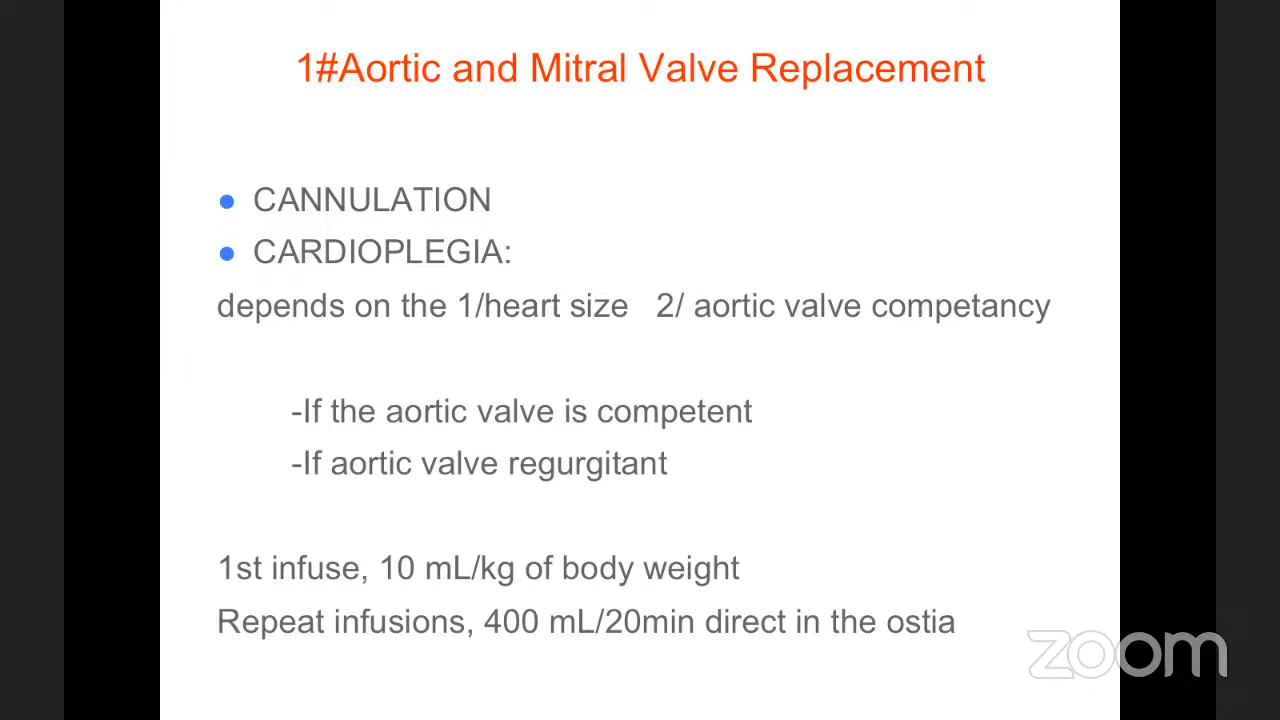 1#Aortic and Mitral Valve Replacement
● CANNULATION
● CARDIOPLEGIA:
depends on the 1/heart size 2/ aortic valve competancy
-If the aortic valve is competent
-If aortic valve regurgitant
1st infuse, 10 mL/kg of body weight
Repeat infusions, 400 mL/20min direct in the ostia
zoom